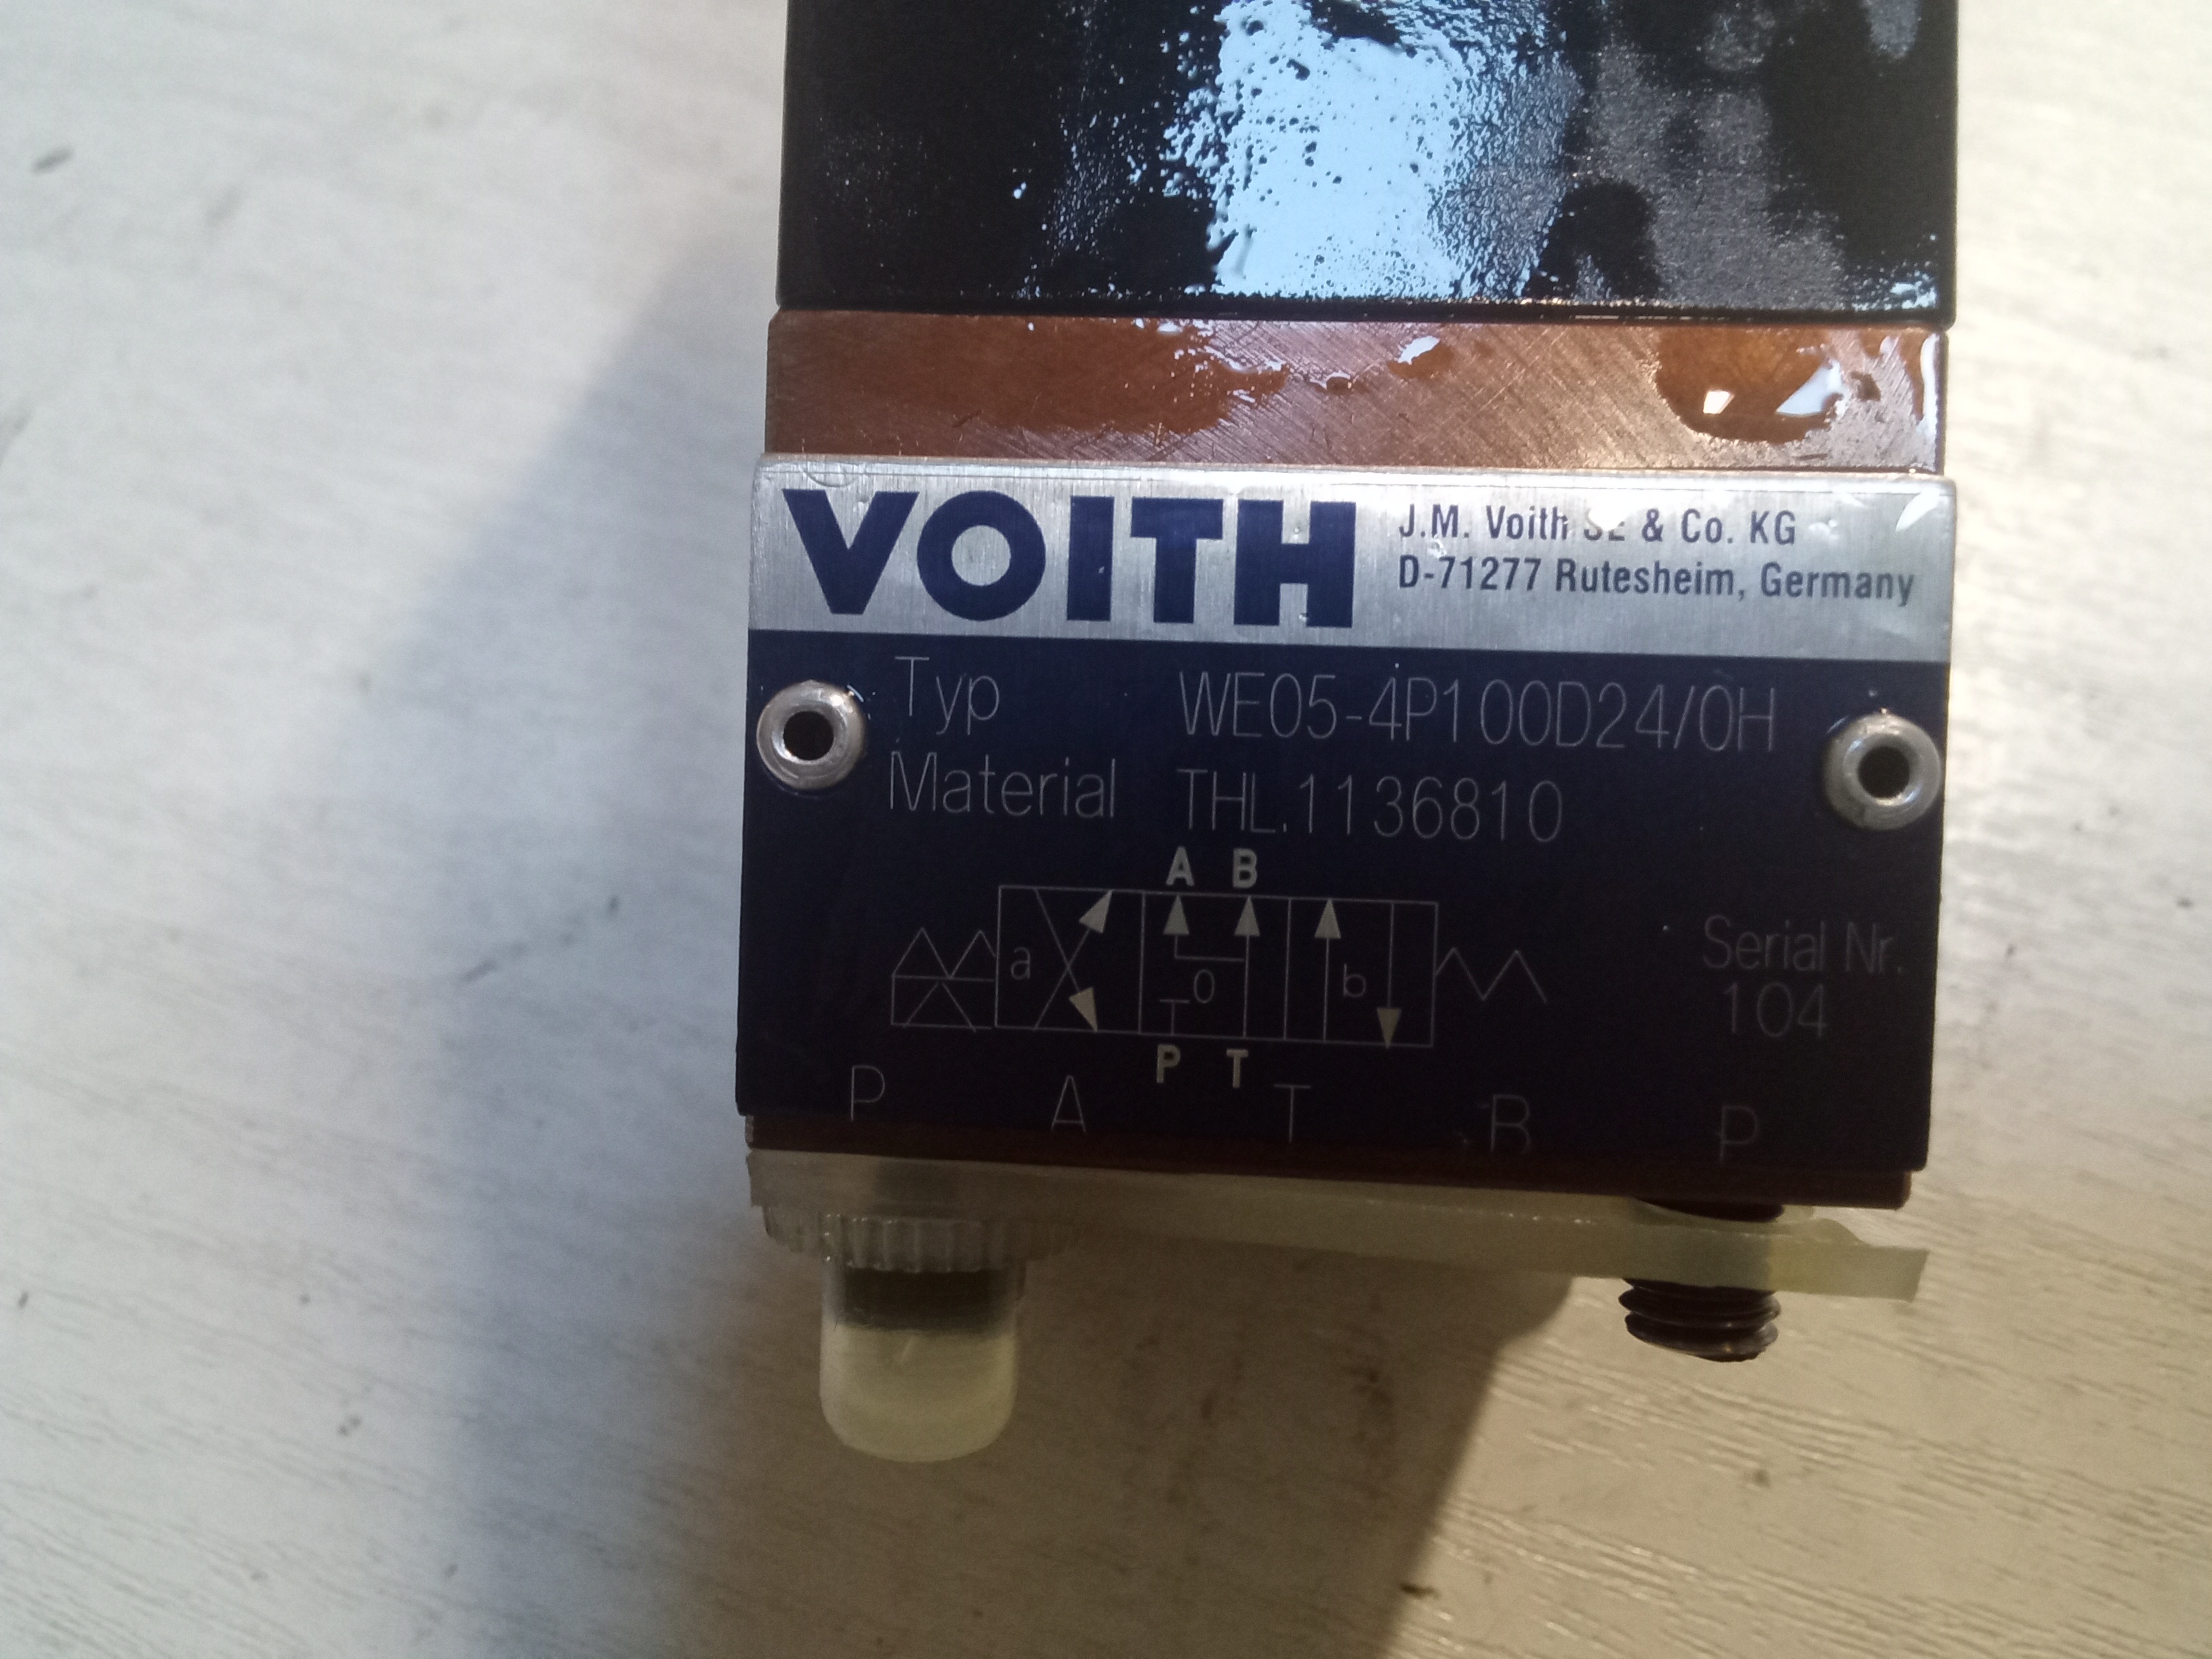 VOITH
J.M. Voith SE & Co. KG
D-71277 Rutesheim, Germany
Typ WE05-4P100D24/0H
Material THL.1136810
A B
a 0 b
P T
Serial Nr.
104
P A T B P